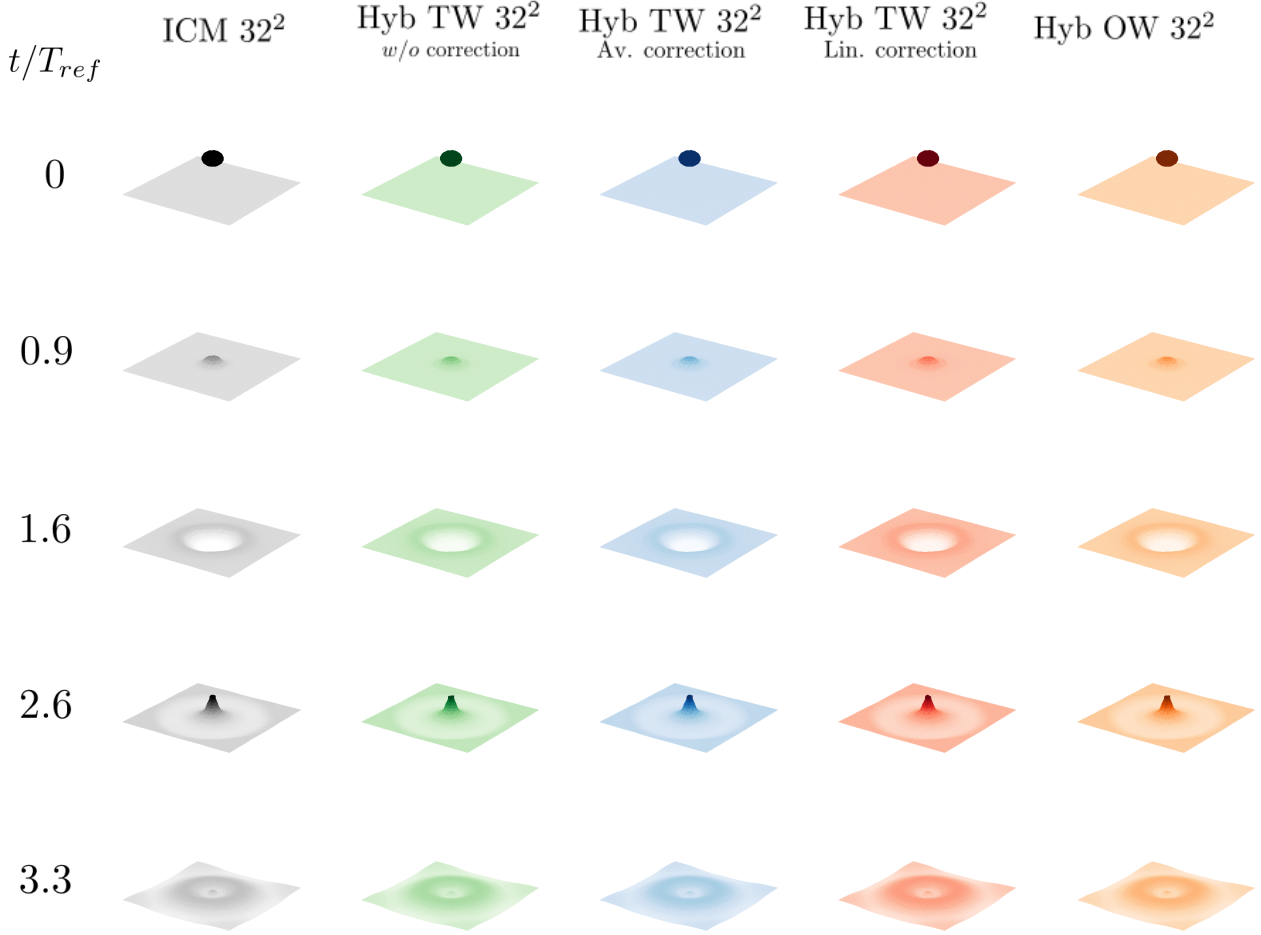 ICM 32²
Hyb TW 32²
w/o correction
Hyb TW 32²
Av. correction
Hyb TW 32²
Lin. correction
Hyb OW 32²
t/T_ref
0
0.9
1.6
2.6
3.3